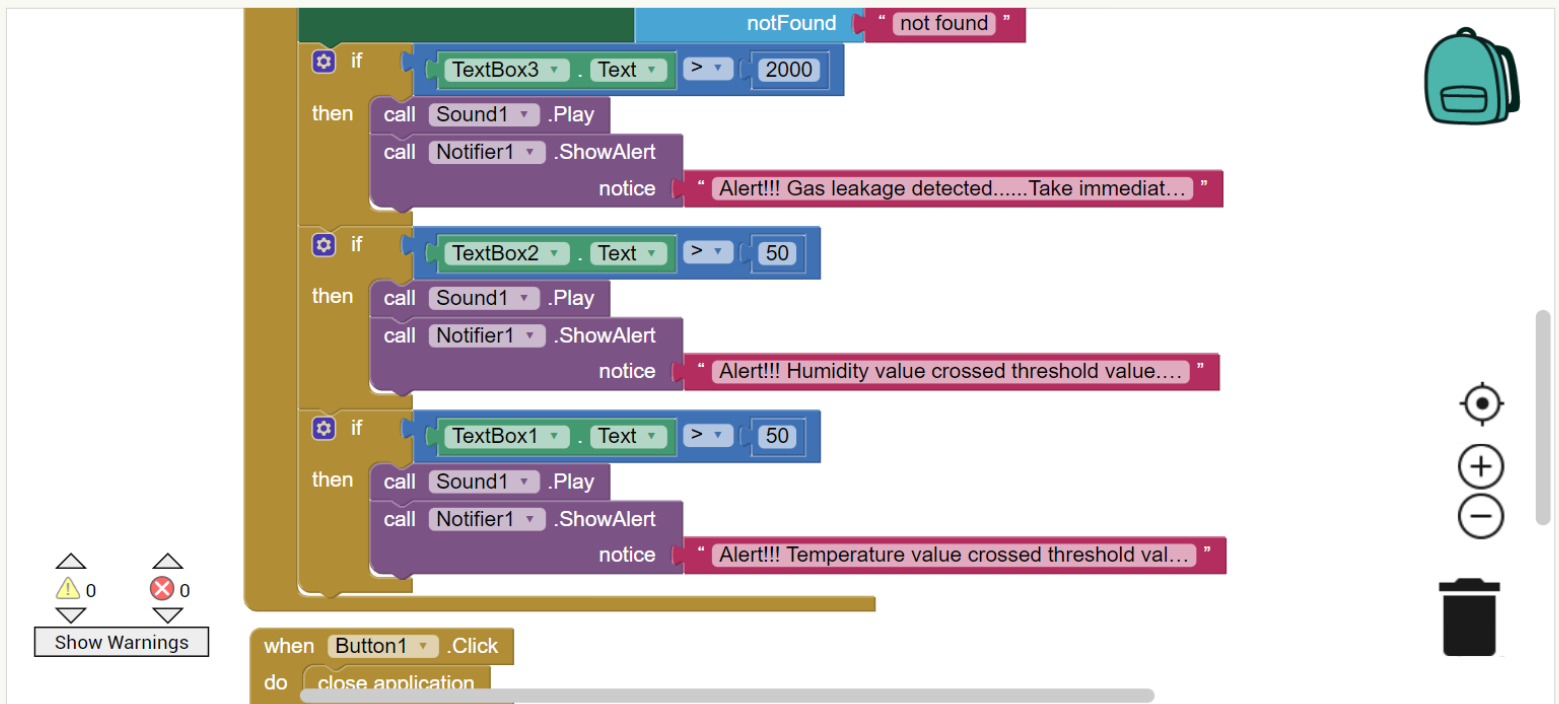 notFound “ not found ”
if TextBox3 . Text > 2000
then call Sound1 .Play
call Notifier1 .ShowAlert
notice “ Alert!!! Gas leakage detected......Take immediat... ”
if TextBox2 . Text > 50
then call Sound1 .Play
call Notifier1 .ShowAlert
notice “ Alert!!! Humidity value crossed threshold value.... ”
if TextBox1 . Text > 50
then call Sound1 .Play
call Notifier1 .ShowAlert
notice “ Alert!!! Temperature value crossed threshold val... ”
0 0
Show Warnings
when Button1 .Click
do close application